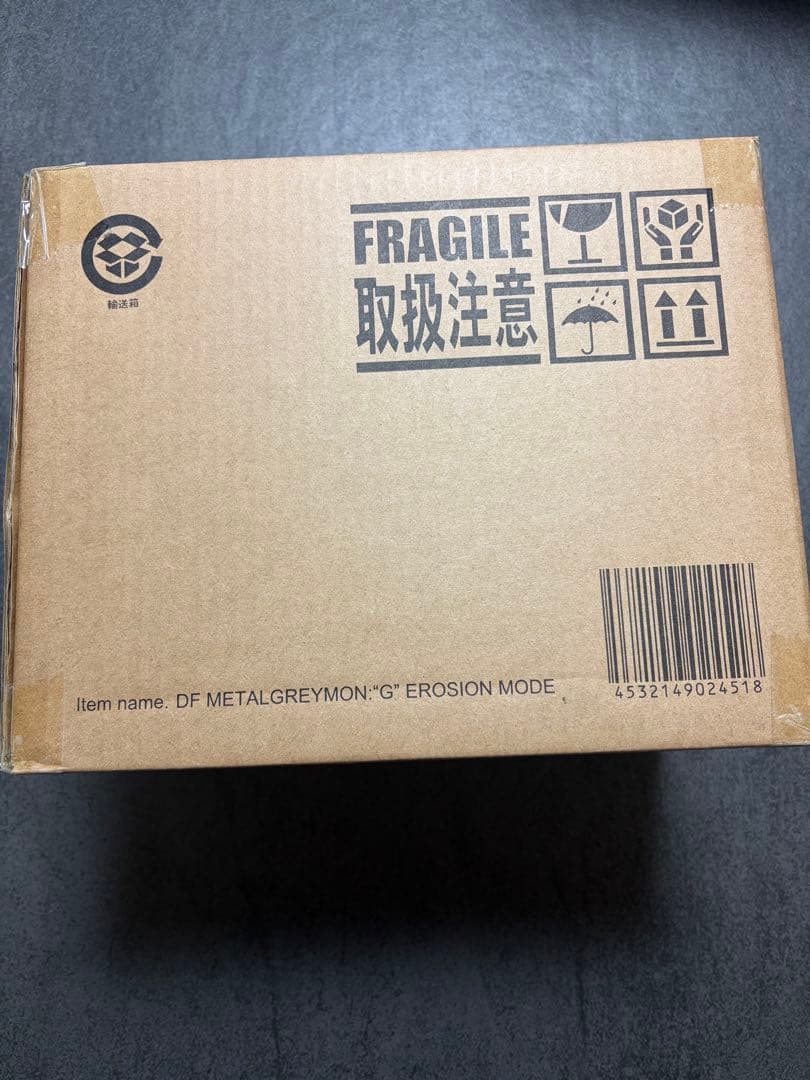 輸送箱
FRAGILE
取扱注意
Item name. DF METALGREYMON:“G” EROSION MODE
4532149024518